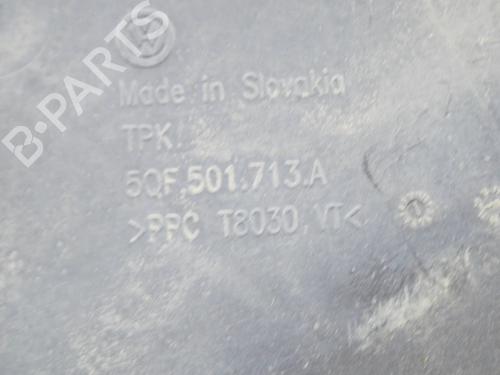 B-PARTS
Made in Slovakia
TPK!
5QF.501.713.A
>PPC T8030,VT<